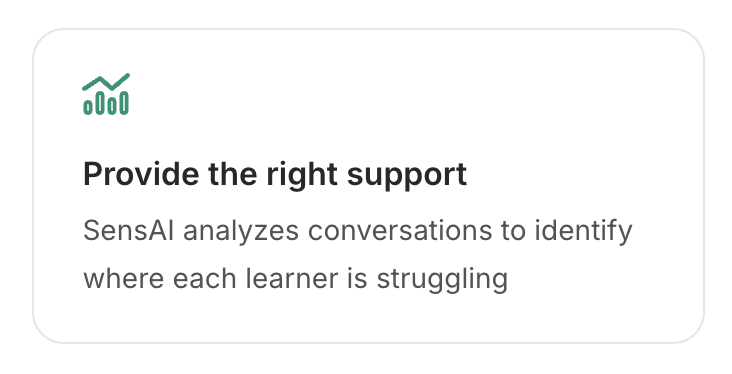 Provide the right support
SensAI analyzes conversations to identify
where each learner is struggling